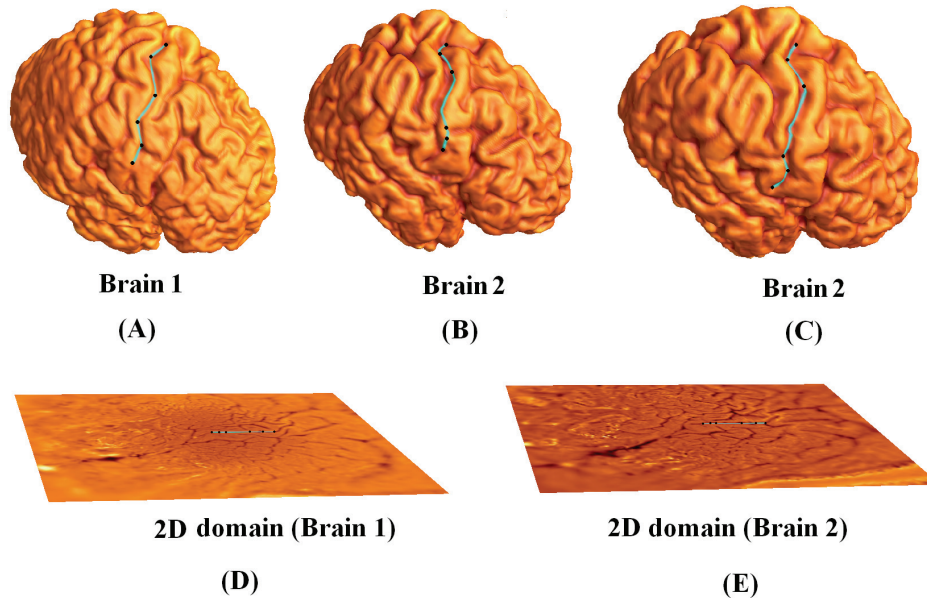 Brain 1
(A)
Brain 2
(B)
Brain 2
(C)
2D domain (Brain 1)
(D)
2D domain (Brain 2)
(E)